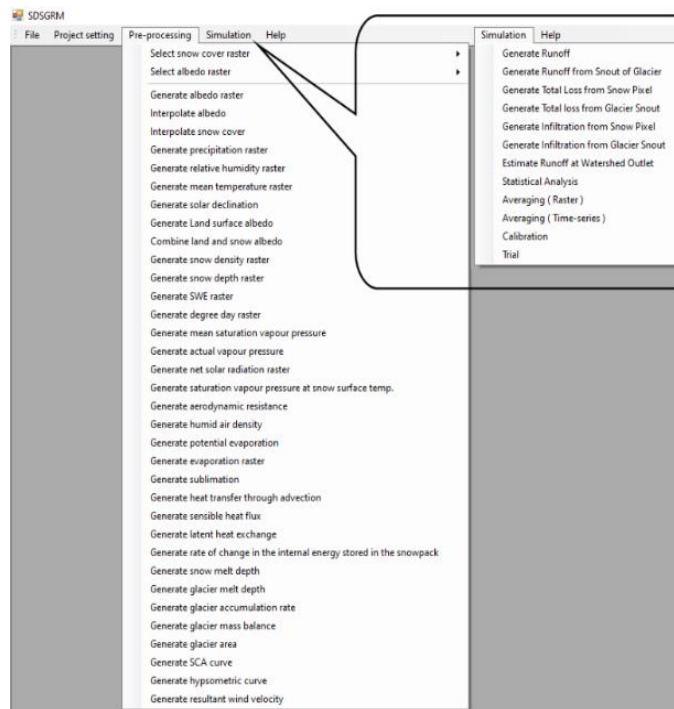 SDSGRM
File Project setting Pre-processing Simulation Help
Select snow cover raster
Select albedo raster
Generate albedo raster
Interpolate albedo
Interpolate snow cover
Generate precipitation raster
Generate relative humidity raster
Generate mean temperature raster
Generate solar declination
Generate Land surface albedo
Combine land and snow albedo
Generate snow density raster
Generate snow depth raster
Generate SWE raster
Generate degree day raster
Generate mean saturation vapour pressure
Generate actual vapour pressure
Generate net solar radiation raster
Generate saturation vapour pressure at snow surface temp.
Generate aerodynamic resistance
Generate humid air density
Generate potential evaporation
Generate evaporation raster
Generate sublimation
Generate heat transfer through advection
Generate sensible heat flux
Generate latent heat exchange
Generate rate of change in the internal energy stored in the snowpack
Generate snow melt depth
Generate glacier melt depth
Generate glacier accumulation rate
Generate glacier mass balance
Generate glacier area
Generate SCA curve
Generate hypsometric curve
Generate resultant wind velocity
Simulation Help
Generate Runoff
Generate Runoff from Snout of Glacier
Generate Total Loss from Snow Pixel
Generate Total loss from Glacier Snout
Generate Infiltration from Snow Pixel
Generate Infiltration from Glacier Snout
Estimate Runoff at Watershed Outlet
Statistical Analysis
Averaging ( Raster )
Averaging ( Time-series )
Calibration
Trial